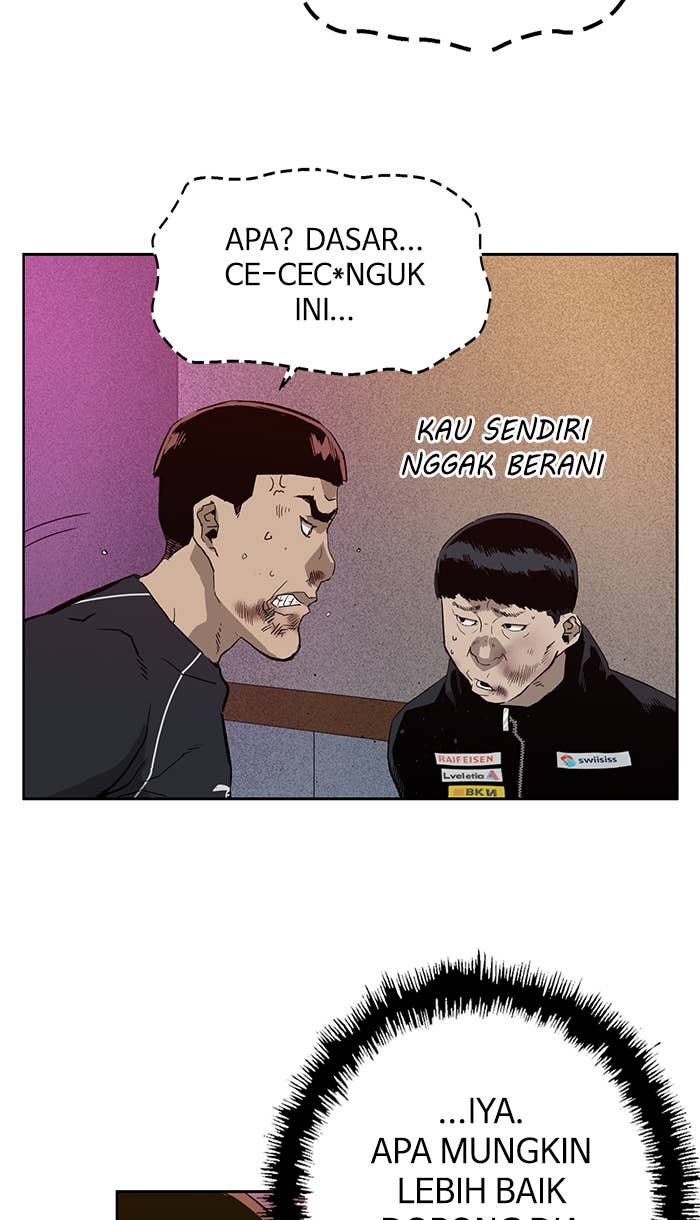 APA? DASAR...
CE-CEC*NGUK
INI...
KAU SENDIRI
NGGAK BERANI
RAIFEISEN
Lveletia
BKW
swiisiss
...IYA.
APA MUNGKIN
LEBIH BAIK